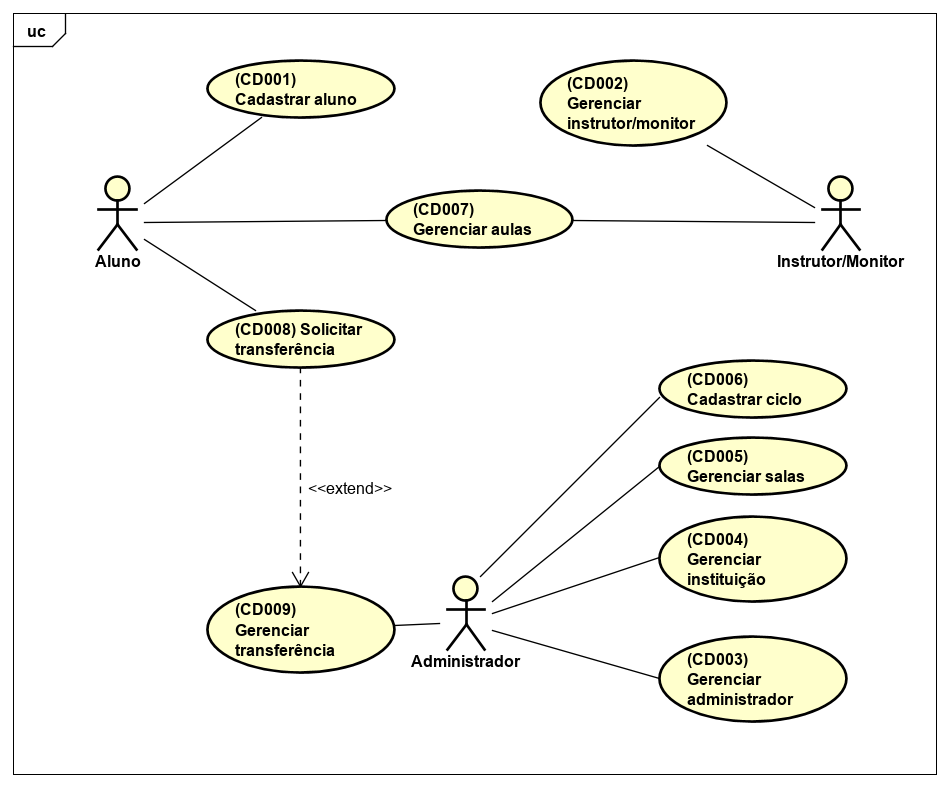 uc
(CD001)
Cadastrar aluno
(CD002)
Gerenciar
instrutor/monitor
(CD007)
Gerenciar aulas
Aluno
Instrutor/Monitor
(CD008) Solicitar
transferência
(CD006)
Cadastrar ciclo
(CD005)
Gerenciar salas
<<extend>>
(CD004)
Gerenciar
instituição
(CD009)
Gerenciar
transferência
Administrador
(CD003)
Gerenciar
administrador